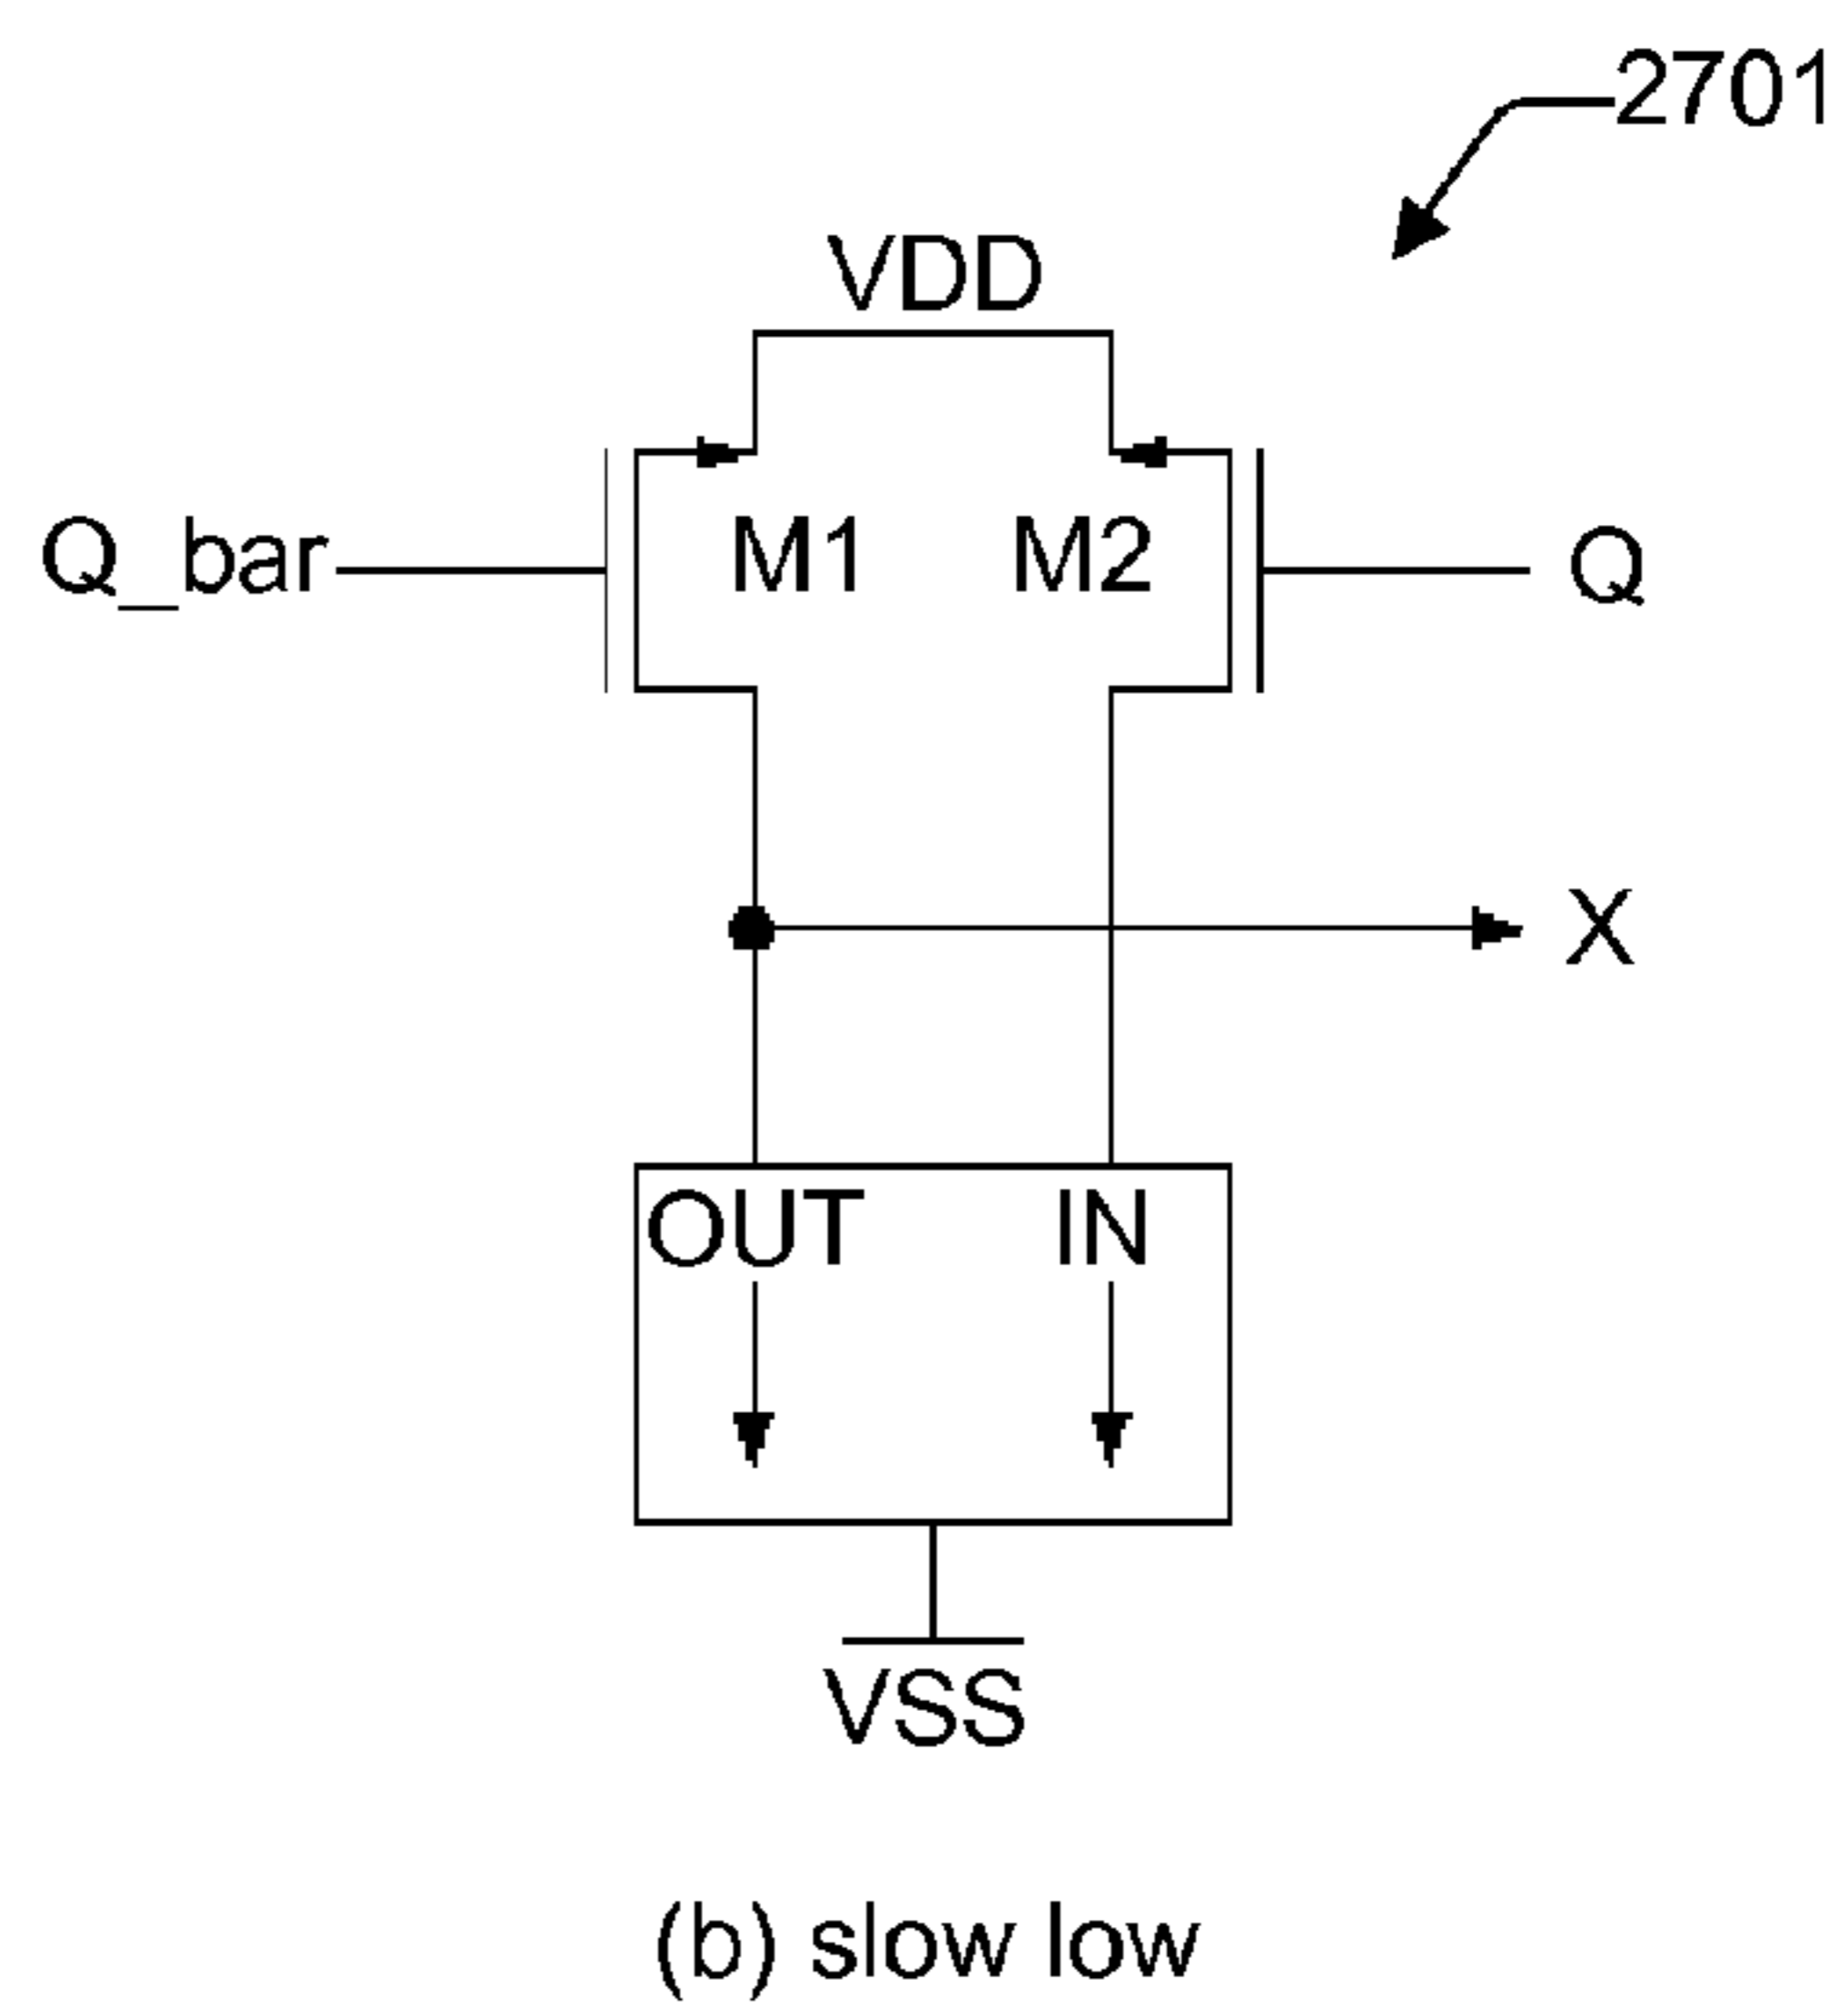 2701
VDD
Q_bar M1 M2 Q
X
OUT IN
VSS
(b) slow low